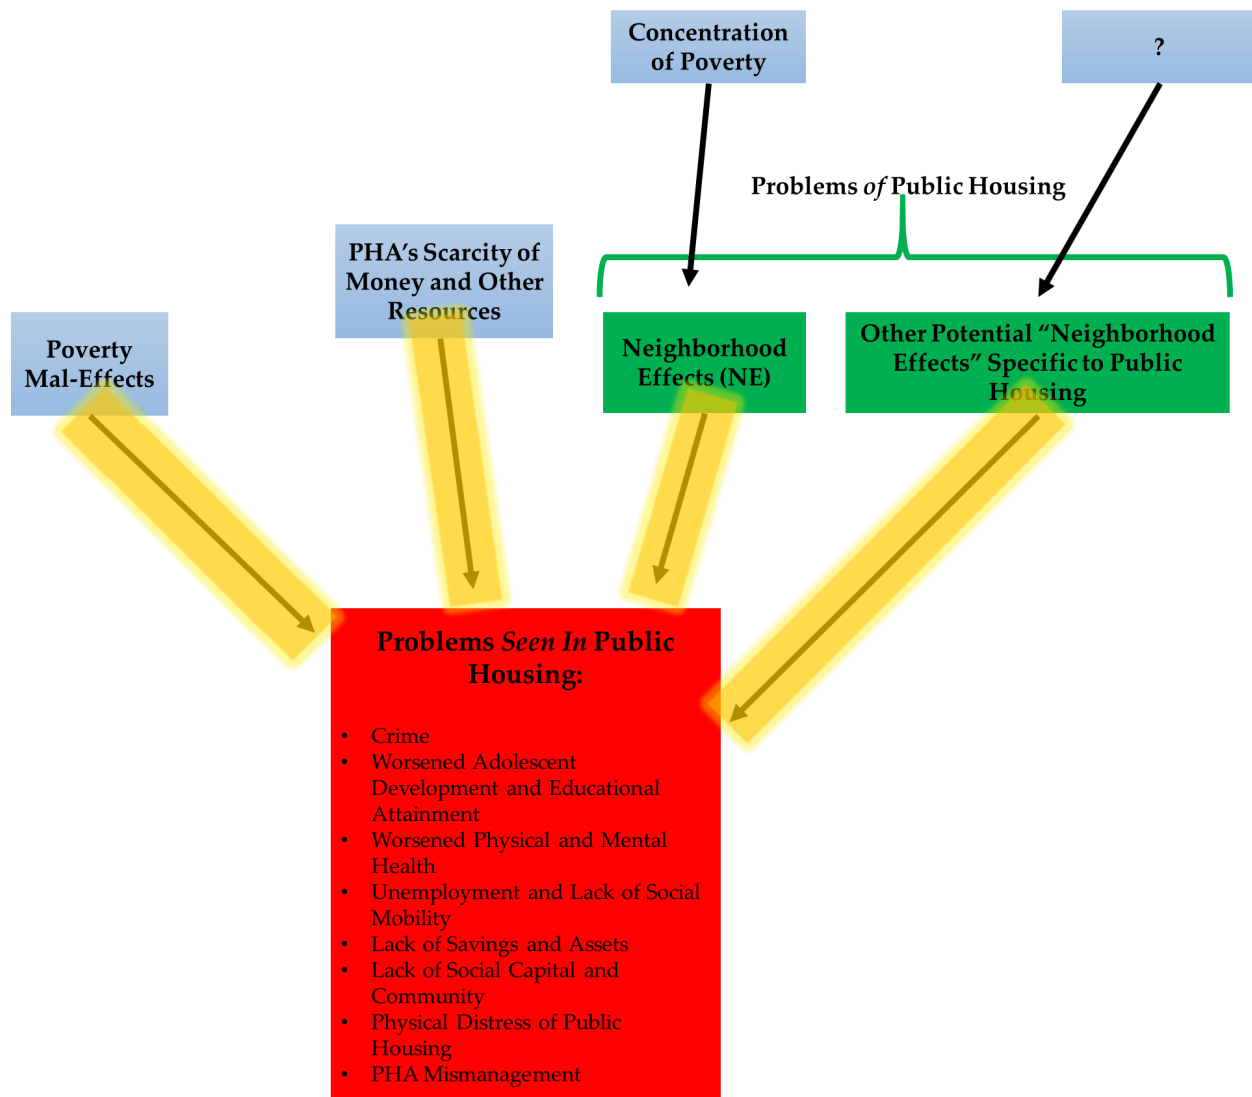 Concentration
of Poverty
?
Problems of Public Housing
PHA’s Scarcity of
Money and Other
Resources
Poverty
Mal-Effects
Neighborhood
Effects (NE)
Other Potential “Neighborhood
Effects” Specific to Public
Housing
Problems Seen In Public
Housing:
• Crime
• Worsened Adolescent
Development and Educational
Attainment
• Worsened Physical and Mental
Health
• Unemployment and Lack of Social
Mobility
• Lack of Savings and Assets
• Lack of Social Capital and
Community
• Physical Distress of Public
Housing
• PHA Mismanagement